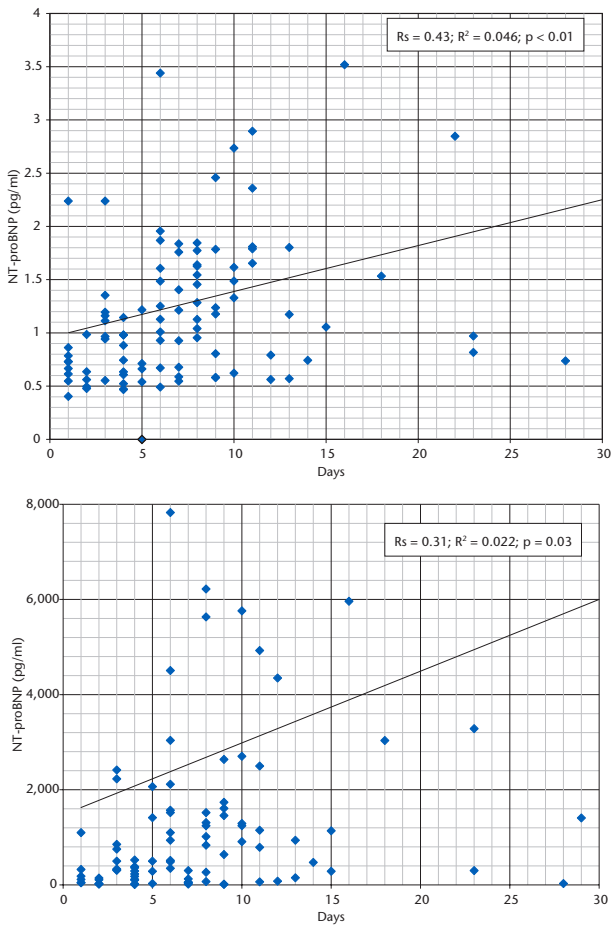 4
3.5
3
2.5
2
1.5
1
0.5
0
NT-proBNP (pg/ml)
Rs = 0.43; R² = 0.046; p < 0.01
0 5 10 15 20 25 30
Days
8,000
6,000
4,000
2,000
0
NT-proBNP (pg/ml)
Rs = 0.31; R² = 0.022; p = 0.03
0 5 10 15 20 25 30
Days